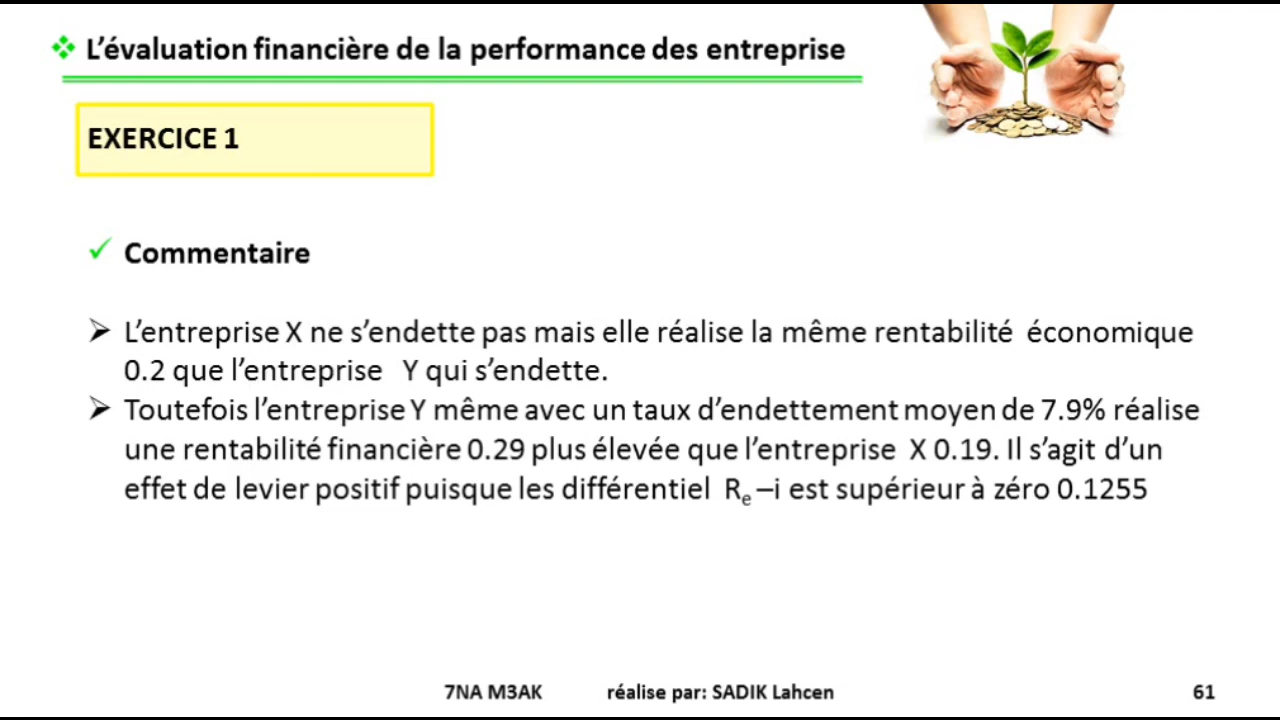 L'évaluation financière de la performance des entreprise
EXERCICE 1
Commentaire
L'entreprise X ne s'endette pas mais elle réalise la même rentabilité économique
0.2 que l'entreprise Y qui s'endette.
Toutefois l'entreprise Y même avec un taux d'endettement moyen de 7.9% réalise
une rentabilité financière 0.29 plus élevée que l'entreprise X 0.19. Il s'agit d'un
effet de levier positif puisque les différentiel Re –i est supérieur à zéro 0.1255
7NA M3AK réalise par: SADIK Lahcen 61